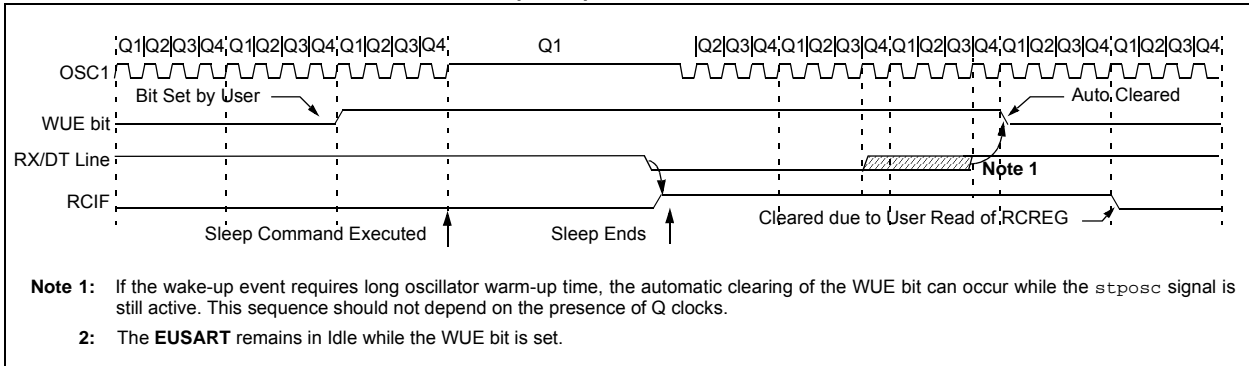 Q1|Q2|Q3|Q4 Q1|Q2|Q3|Q4 Q1|Q2|Q3|Q4 Q1 Q2|Q3|Q4 Q1|Q2|Q3|Q4 Q1|Q2|Q3|Q4 Q1|Q2|Q3|Q4 Q1|Q2|Q3|Q4
OSC1
Bit Set by User Auto Cleared
WUE bit
RX/DT Line
Note 1
RCIF
Cleared due to User Read of RCREG
Sleep Command Executed Sleep Ends
Note 1: If the wake-up event requires long oscillator warm-up time, the automatic clearing of the WUE bit can occur while the stposc signal is
still active. This sequence should not depend on the presence of Q clocks.
2: The EUSART remains in Idle while the WUE bit is set.